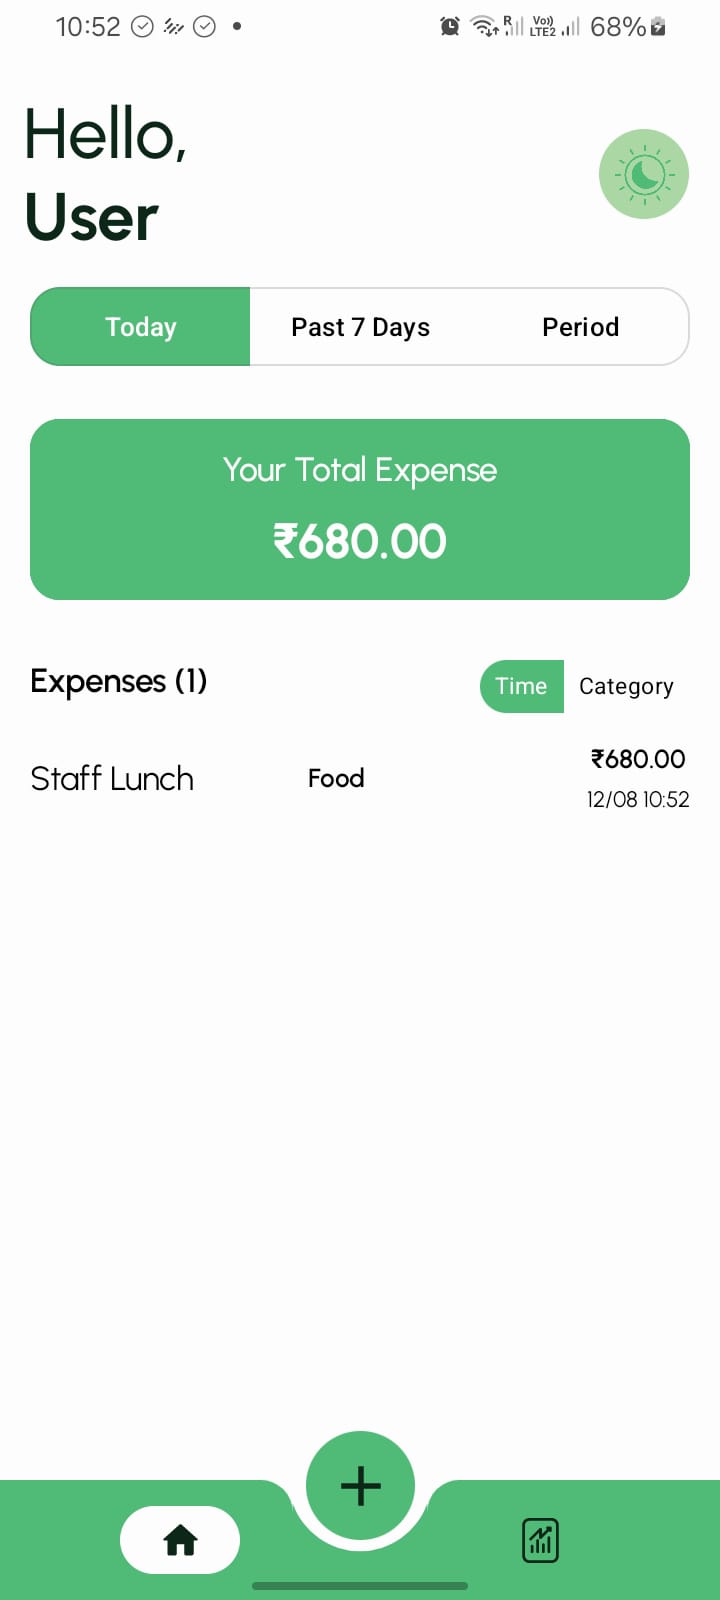 10:52
R Vo)) LTE2 68%
Hello,
User
Today Past 7 Days Period
Your Total Expense
₹680.00
Expenses (1) Time Category
Staff Lunch Food ₹680.00
12/08 10:52